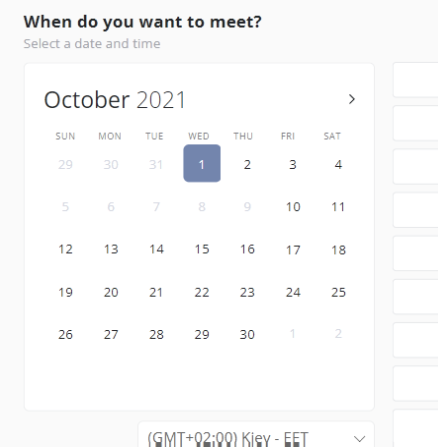 When do you want to meet?
Select a date and time
October 2021
SUN MON TUE WED THU FRI SAT
29 30 31 1 2 3 4
5 6 7 8 9 10 11
12 13 14 15 16 17 18
19 20 21 22 23 24 25
26 27 28 29 30 1 2
(GMT+02:00) Kiev - EET